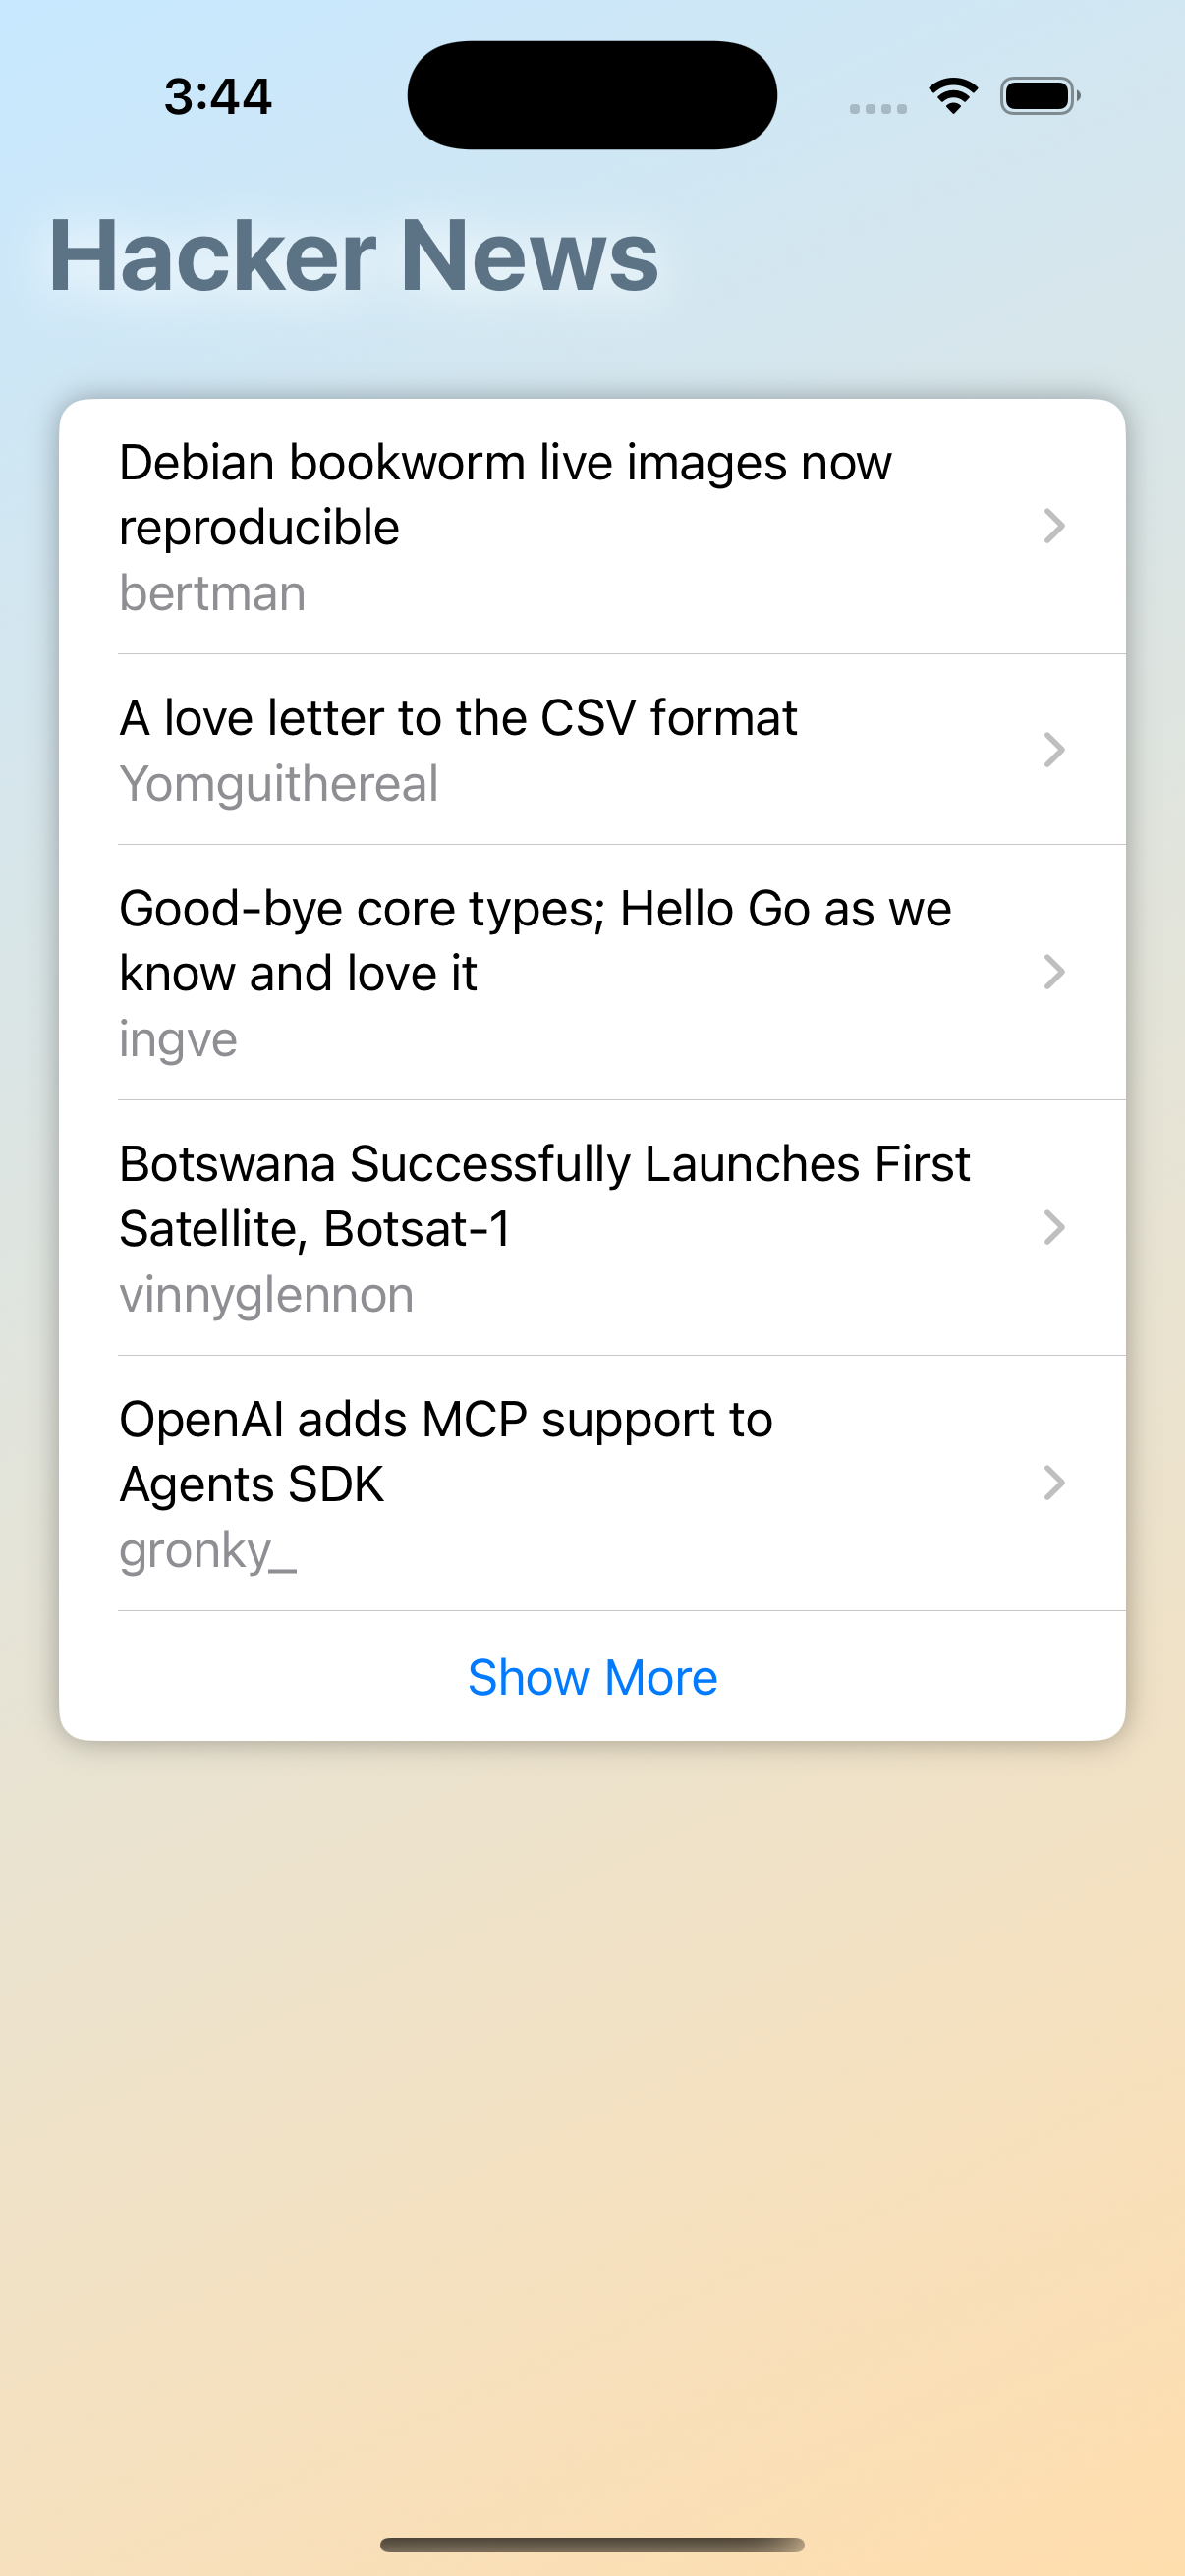 3:44
Hacker News
Debian bookworm live images now
reproducible
bertman
A love letter to the CSV format
Yomguithereal
Good-bye core types; Hello Go as we
know and love it
ingve
Botswana Successfully Launches First
Satellite, Botsat-1
vinnyglennon
OpenAI adds MCP support to
Agents SDK
gronky_
Show More